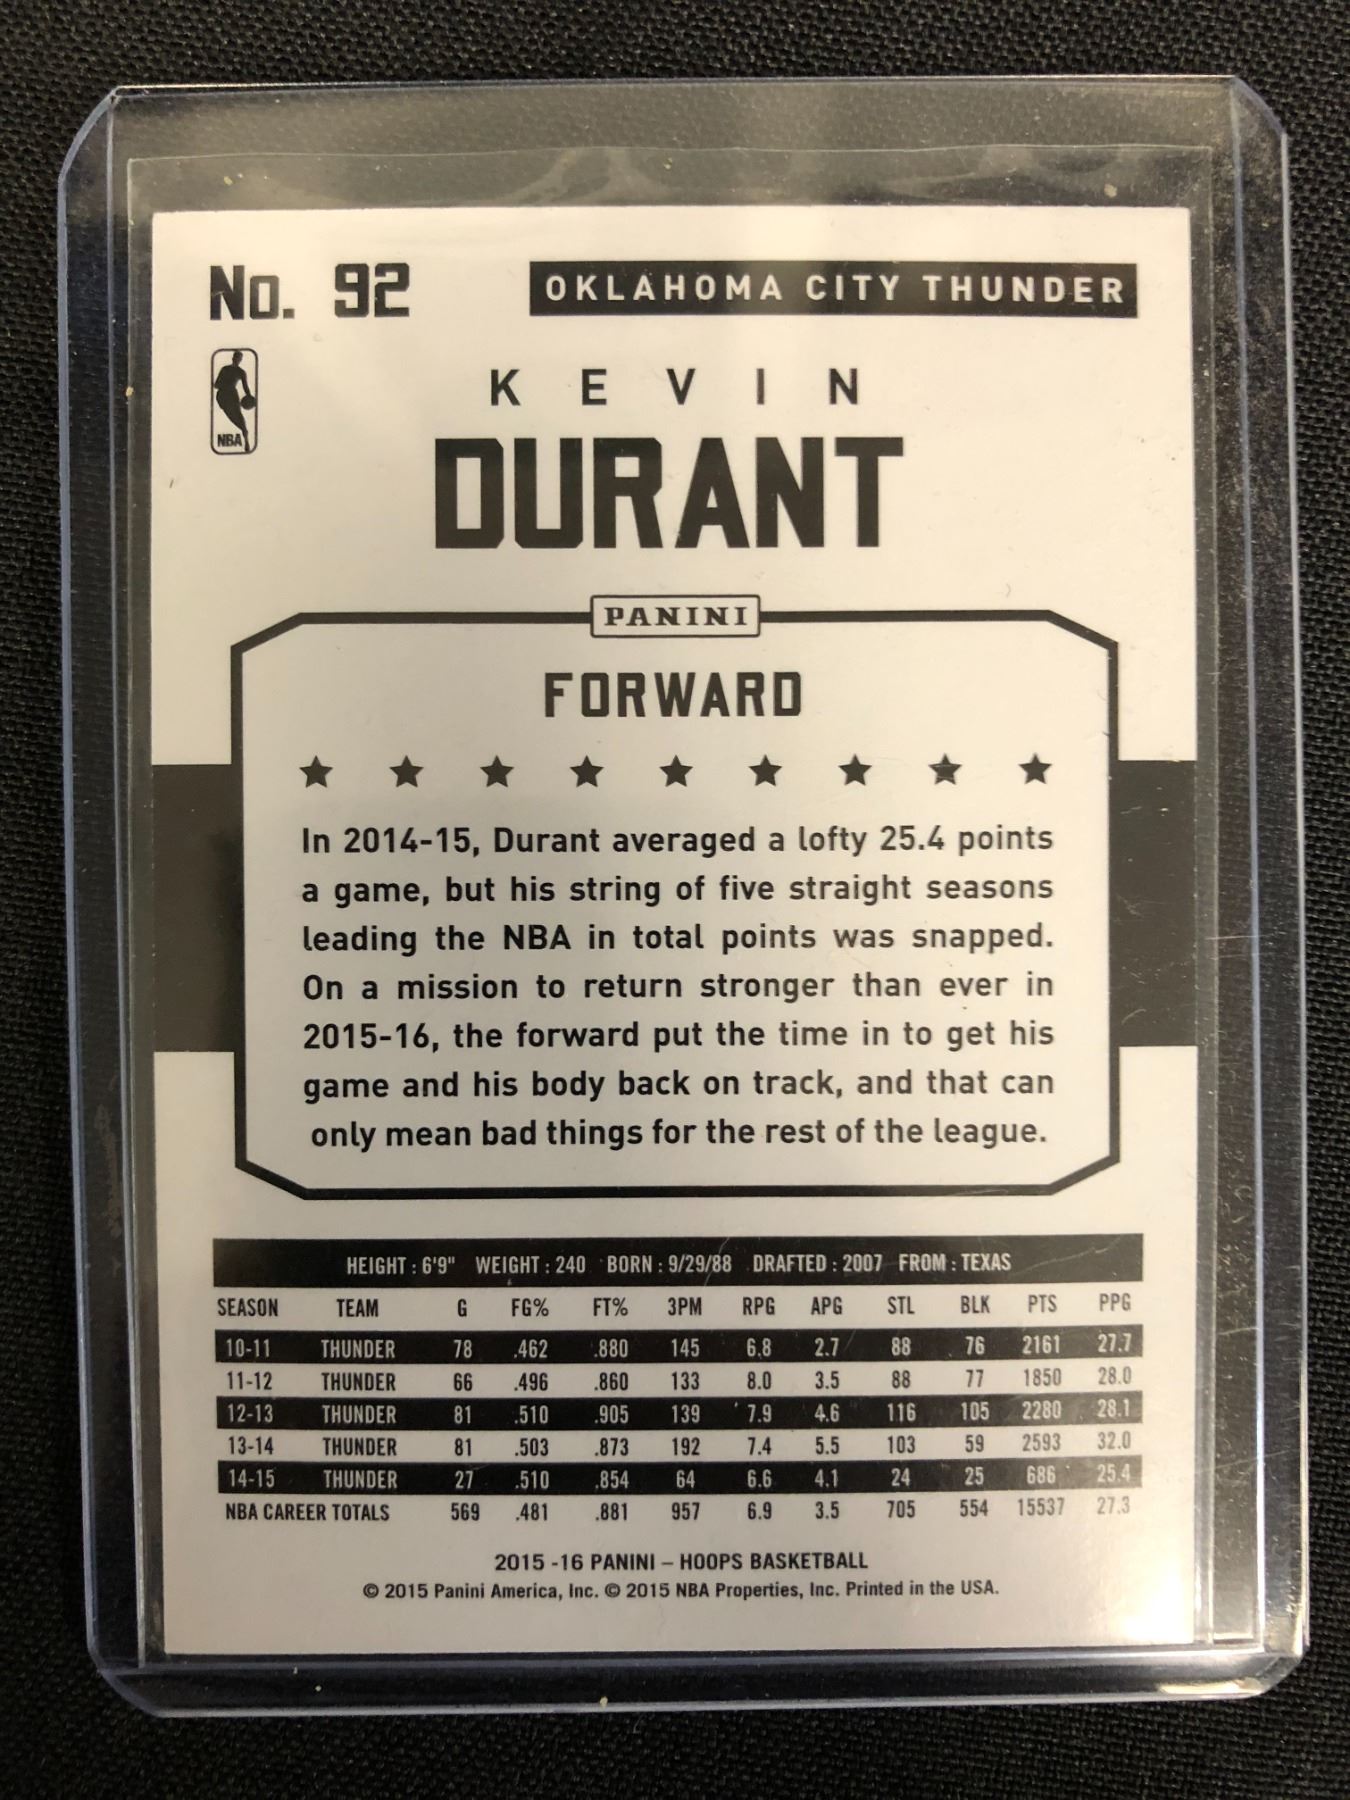 No. 92
OKLAHOMA CITY THUNDER
NBA
KEVIN
DURANT
PANINI
FORWARD
In 2014-15, Durant averaged a lofty 25.4 points
a game, but his string of five straight seasons
leading the NBA in total points was snapped.
On a mission to return stronger than ever in
2015-16, the forward put the time in to get his
game and his body back on track, and that can
only mean bad things for the rest of the league.
HEIGHT : 6'9" WEIGHT : 240 BORN : 9/29/88 DRAFTED : 2007 FROM : TEXAS
SEASON TEAM G FG% FT% 3PM RPG APG STL BLK PTS PPG
10-11 THUNDER 78 .462 .880 145 6.8 2.7 88 76 2161 27.7
11-12 THUNDER 66 .496 .860 133 8.0 3.5 88 77 1850 28.0
12-13 THUNDER 81 .510 .905 139 7.9 4.6 116 105 2280 28.1
13-14 THUNDER 81 .503 .873 192 7.4 5.5 103 59 2593 32.0
14-15 THUNDER 27 .510 .854 64 6.6 4.1 24 25 686 25.4
NBA CAREER TOTALS 569 .481 .881 957 6.9 3.5 705 554 15537 27.3
2015 -16 PANINI – HOOPS BASKETBALL
© 2015 Panini America, Inc. © 2015 NBA Properties, Inc. Printed in the USA.